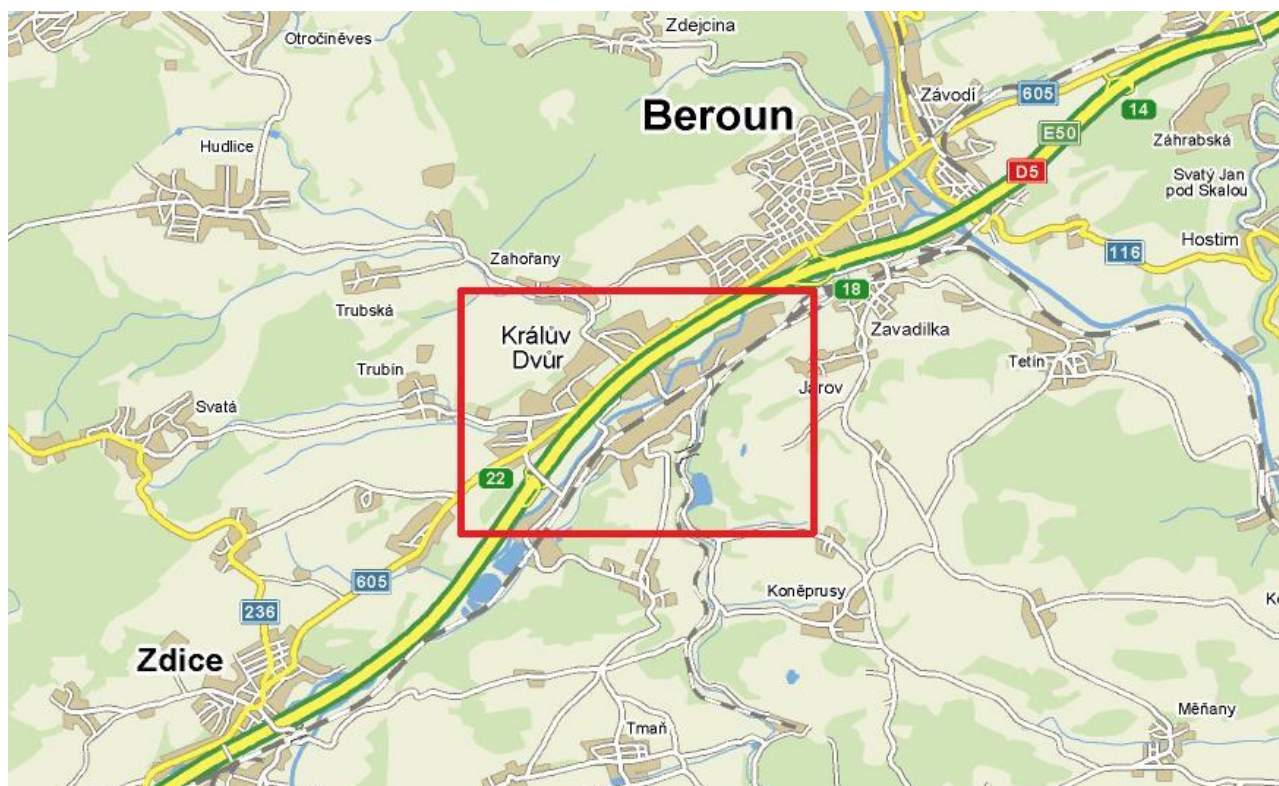 Otročiněves
Zdejcina
Beroun
Závodí
605
14
E50
Záhrabská
Hudlice
D5
Svatý Jan
pod Skalou
Hostim
116
Zahořany
Trubská
18
Králův
Dvůr
Zavadilka
Tetín
Trubín
Jarov
Svatá
22
605
236
Koněprusy
Zdice
Měňany
Tmaň